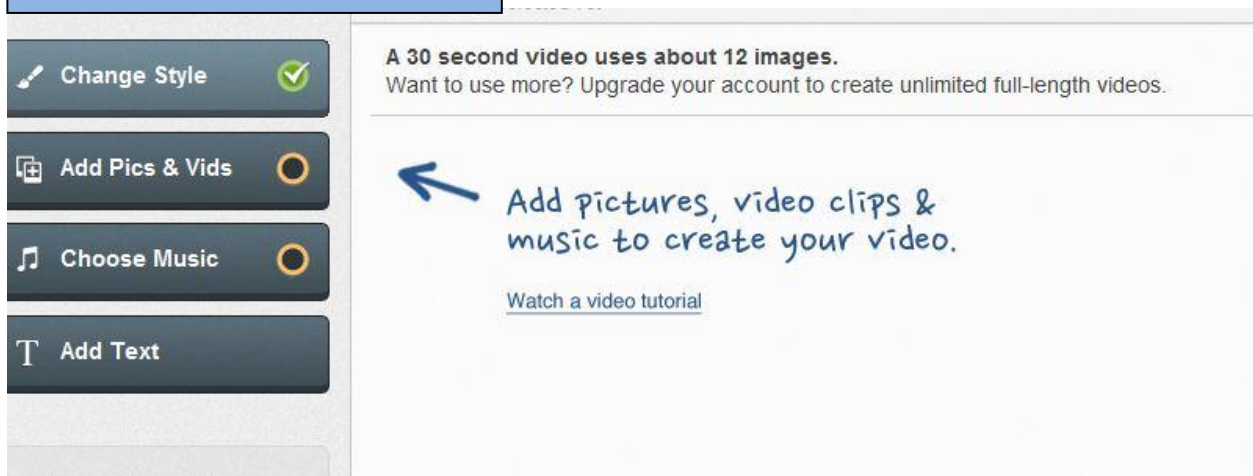 Change Style
A 30 second video uses about 12 images.
Want to use more? Upgrade your account to create unlimited full-length videos.
Add Pics & Vids
Add pictures, video clips &
music to create your video.
Choose Music
Watch a video tutorial
T Add Text